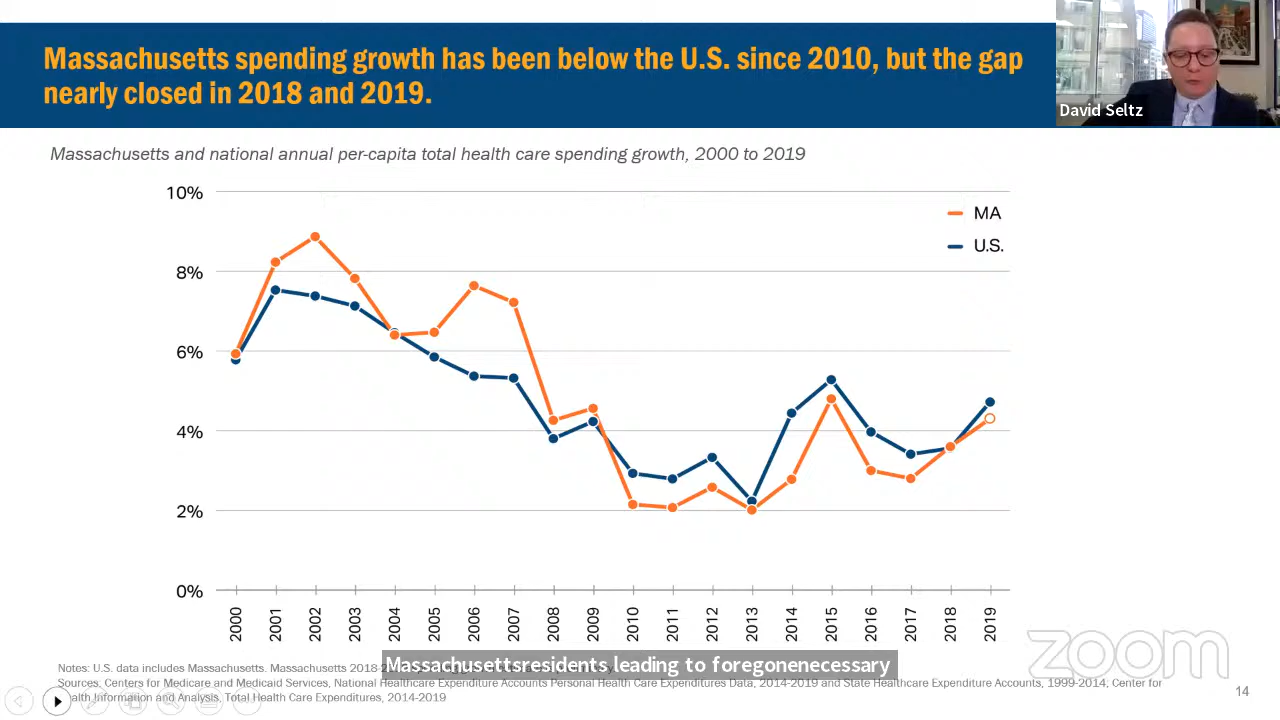 Massachusetts spending growth has been below the U.S. since 2010, but the gap
nearly closed in 2018 and 2019.
David Seltz
Massachusetts and national annual per-capita total health care spending growth, 2000 to 2019
10%
MA
U.S.
8%
6%
4%
2%
0%
2000 2001 2002 2003 2004 2005 2006 2007 2008 2009 2010 2011 2012 2013 2014 2015 2016 2017 2018 2019
zoom
Massachusettsresidents leading to foregonenecessary
Notes: U.S. data includes Massachusetts. Massachusetts 2018-
Sources: Centers for Medicare and Medicaid Services, National Healthcare Expenditure Accounts Personal Health Care Expenditures Data, 2014-2019 and State Healthcare Expenditure Accounts, 1999-2014; Center for
Health Information and Analysis, Total Health Care Expenditures, 2014-2019
14